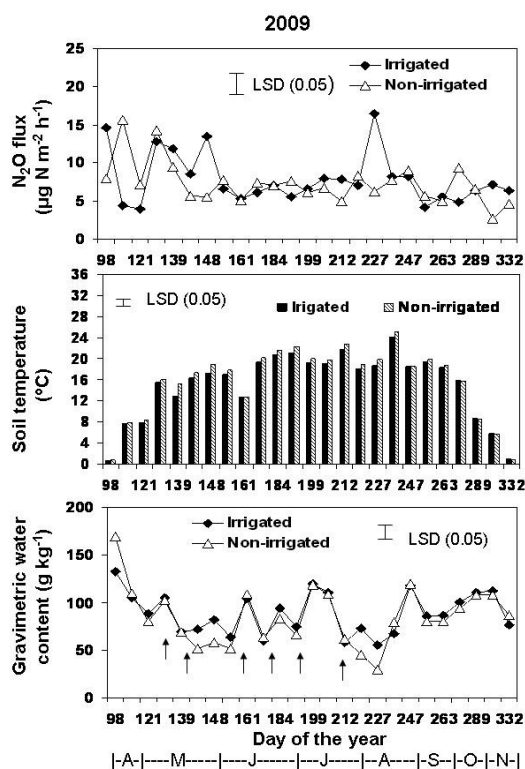 2009
25
20
15
10
5
0
N₂O flux
(µg N m⁻² h⁻¹)
LSD (0.05)
Irrigated
Non-irrigated
98 121 139 148 161 184 199 212 227 247 263 289 332
36
32
28
24
20
16
12
8
4
0
Soil temperature
(°C)
LSD (0.05)
Irigated
Non-irrigated
98 121 139 148 161 184 199 212 227 247 263 289 332
200
150
100
50
0
Gravimetric water
content (g kg⁻¹)
Irrigated
Non-irrigated
LSD (0.05)
98 121 139 148 161 184 199 212 227 247 263 289 332
Day of the year
|-A-|----M-----|----J------|---J----|---A----|-S--|-O-|-N-|